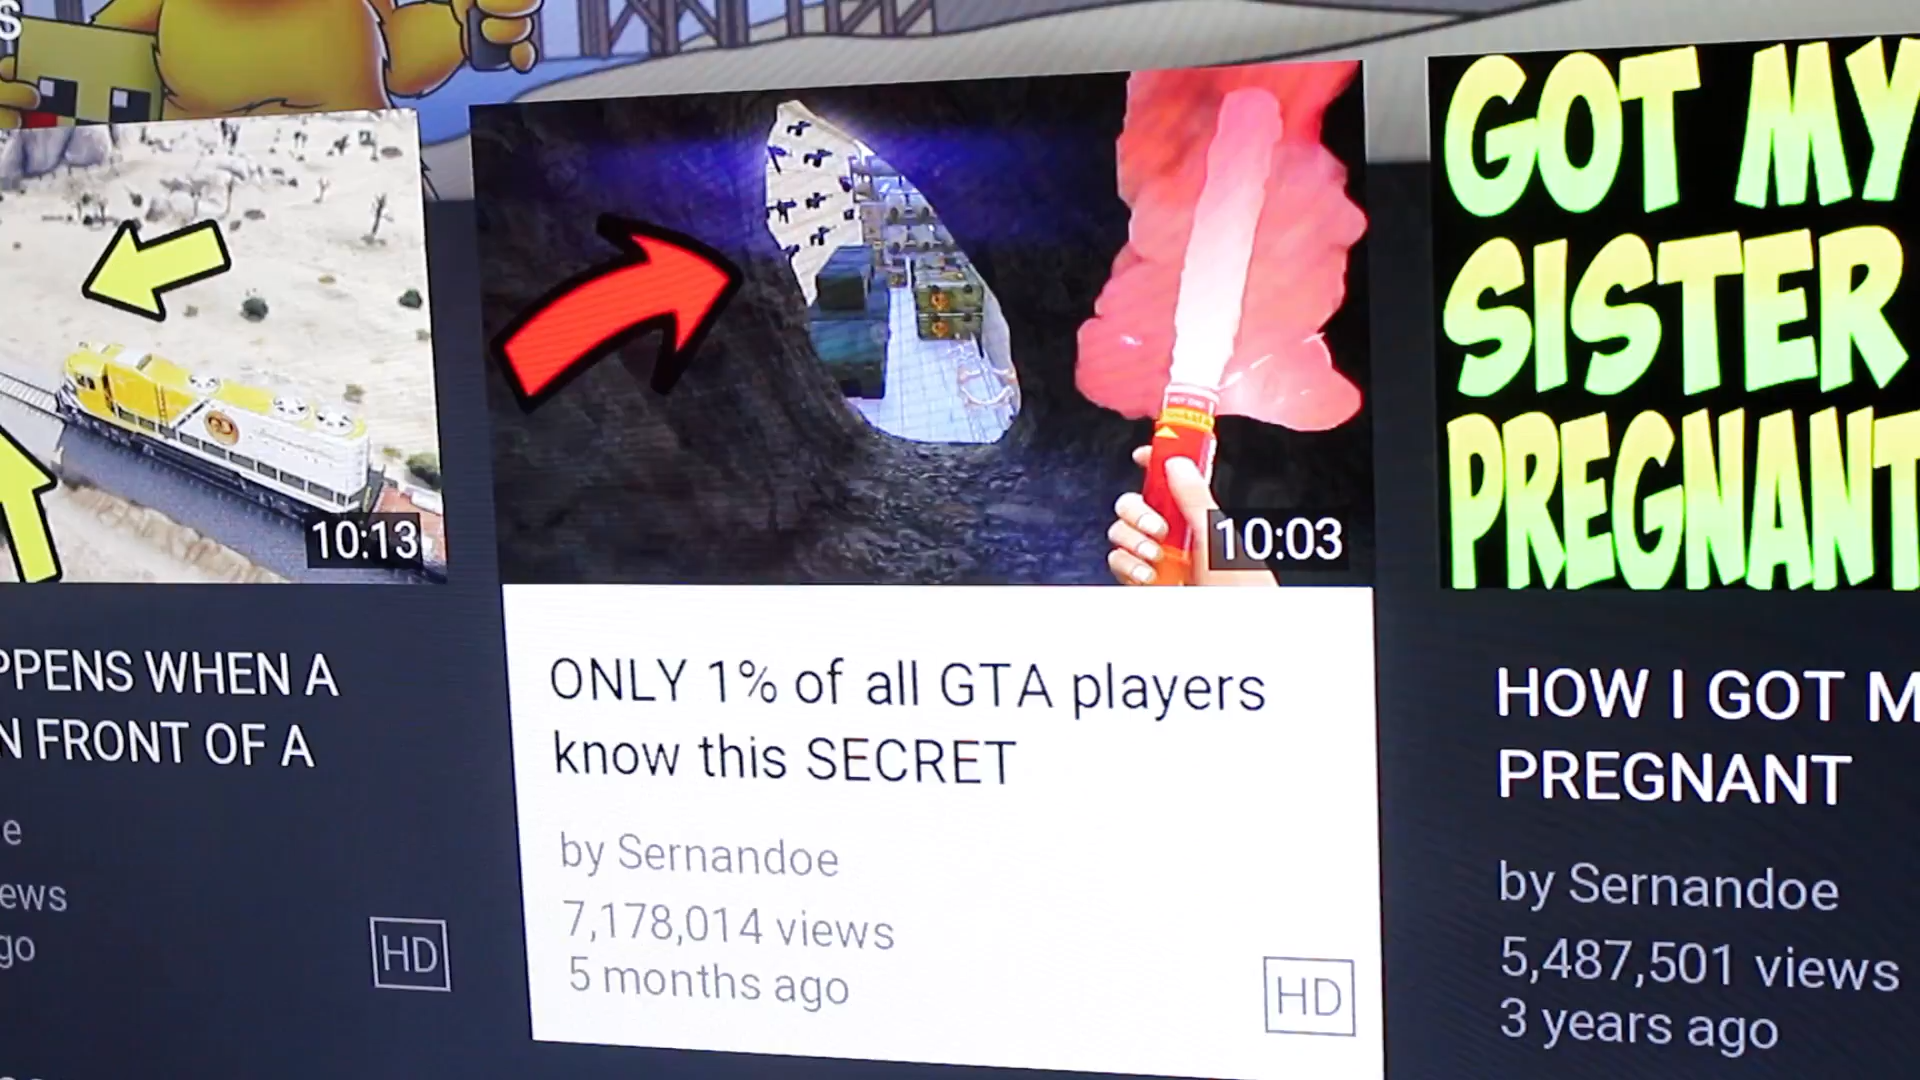 S
10:13
PPENS WHEN A
N FRONT OF A
e
ews
go
HD
10:03
ONLY 1% of all GTA players
know this SECRET
by Sernandoe
7,178,014 views
5 months ago
HD
GOT MY
SISTER
PREGNANT
HOW I GOT M
PREGNANT
by Sernandoe
5,487,501 views
3 years ago